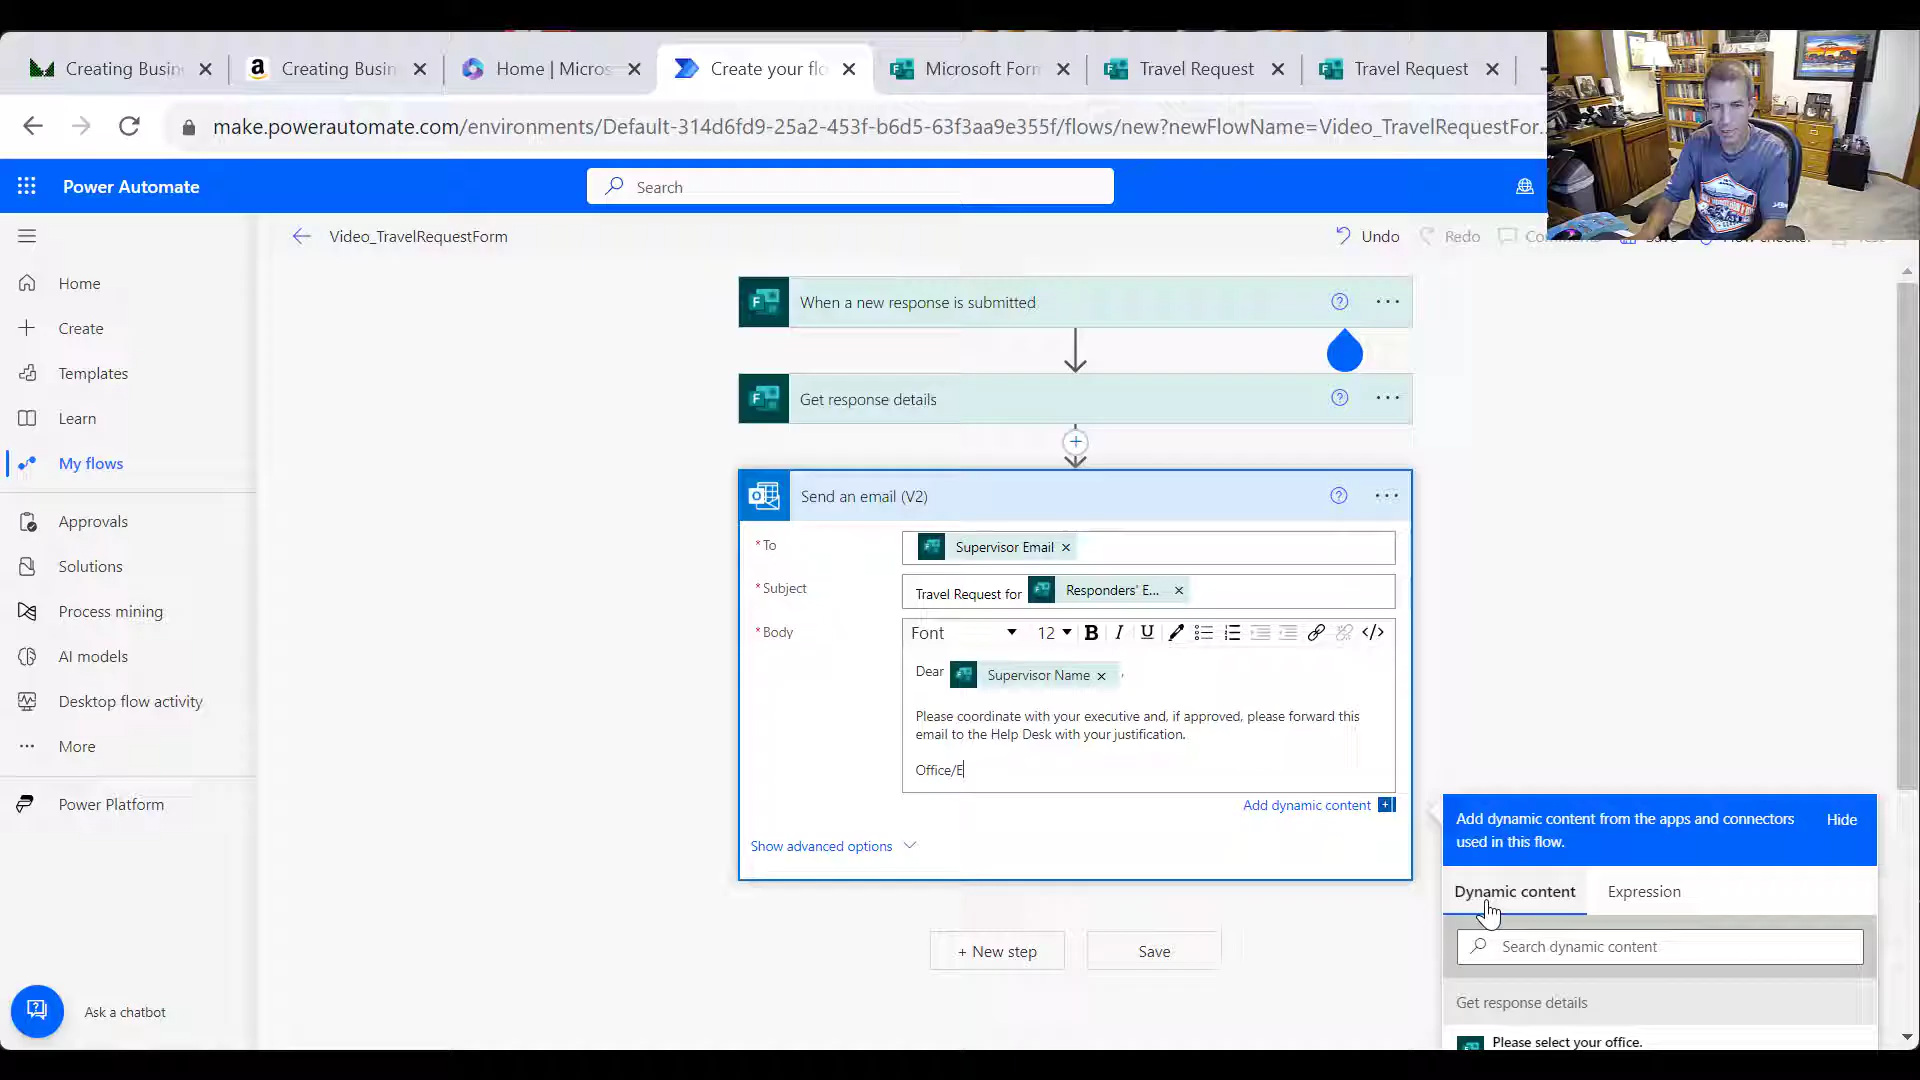 Creating Busin
Creating Busin
Home | Micros
Create your flo
Microsoft For
Travel Request
Travel Request
make.powerautomate.com/environments/Default-314d6fd9-25a2-453f-b6d5-63f3aa9e355f/flows/new?newFlowName=Video_TravelRequestFor...
Power Automate
Search
Video_TravelRequestForm
Undo
Redo
Home
Create
Templates
Learn
My flows
Approvals
Solutions
Process mining
AI models
Desktop flow activity
More
Power Platform
Ask a chatbot
When a new response is submitted
Get response details
Send an email (V2)
* To
Supervisor Email
* Subject
Travel Request for Responders' E...
* Body
Font 12 B I U </>
Dear Supervisor Name ,
Please coordinate with your executive and, if approved, please forward this
email to the Help Desk with your justification.
Office/E
Add dynamic content
Show advanced options
+ New step
Save
Add dynamic content from the apps and connectors
used in this flow.
Hide
Dynamic content
Expression
Search dynamic content
Get response details
Please select your office.